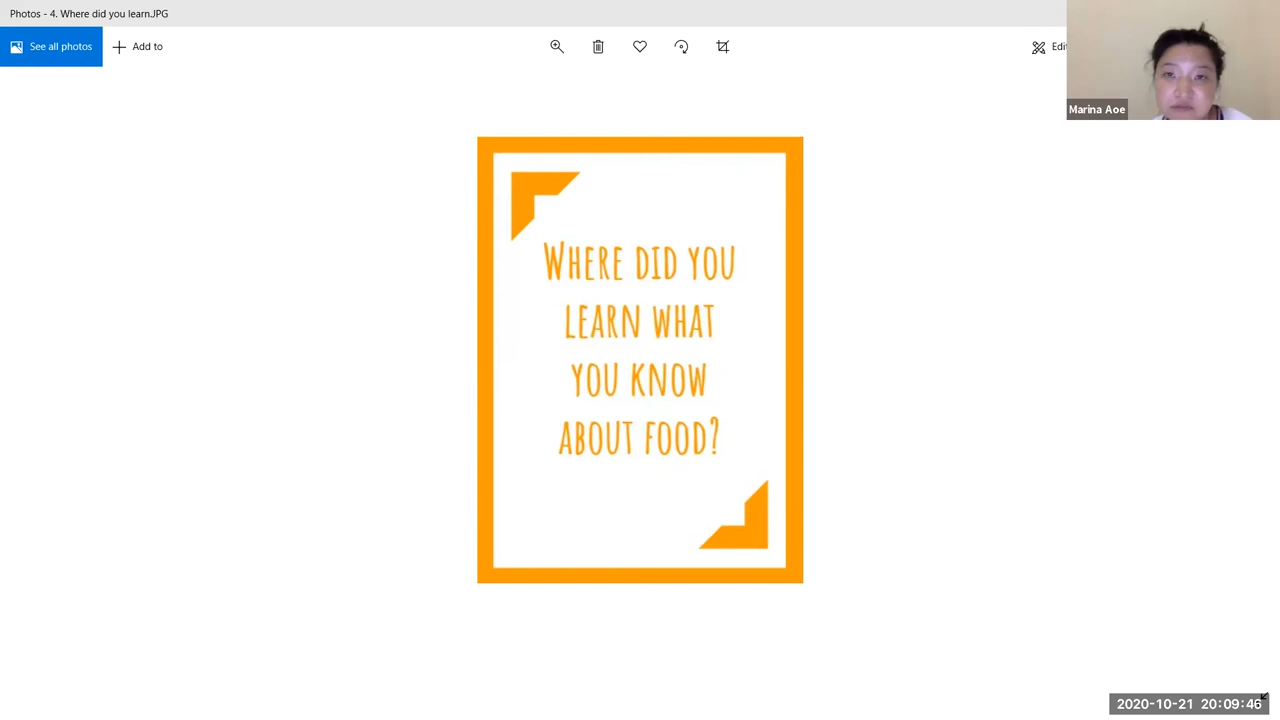 Photos - 4. Where did you learn.JPG
See all photos
Add to
Marina Aoe
WHERE DID YOU
LEARN WHAT
YOU KNOW
ABOUT FOOD?
2020-10-21 20:09:46